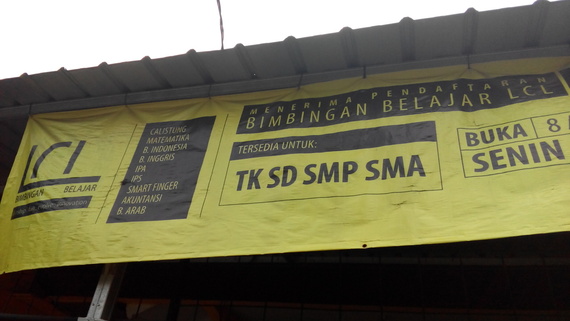 LCL
BIMBINGAN BELAJAR
CALISTUNG
MATEMATIKA
B. INDONESIA
B. INGGRIS
IPA
IPS
SMART FINGER
AKUNTANSI
B. ARAB
MENERIMA PENDAFTARAN
BIMBINGAN BELAJAR LCL
TERSEDIA UNTUK:
TK SD SMP SMA
BUKA 8
SENIN